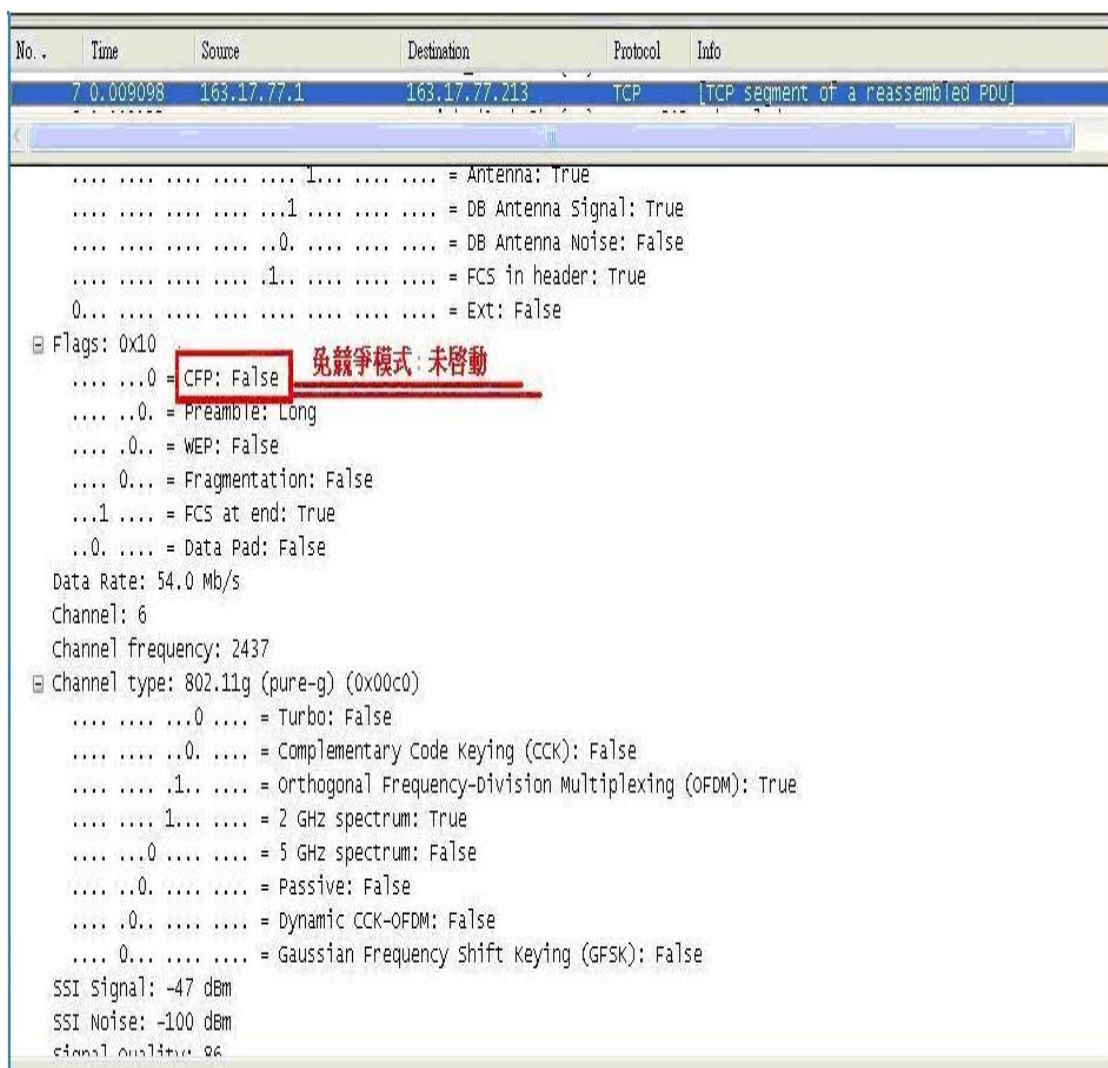 No. . Time Source Destination Protocol Info
7 0.009098 163.17.77.1 163.17.77.213 TCP [TCP segment of a reassembled PDU]
.... .... .... .... .... 1... .... .... = Antenna: True
.... .... .... .... ...1 .... .... .... = DB Antenna Signal: True
.... .... .... .... ..0. .... .... .... = DB Antenna Noise: False
.... .... .... .... .1.. .... .... .... = FCS in header: True
0... .... .... .... .... .... .... .... = Ext: False
Flags: 0x10
.... ...0 = CFP: False 免競爭模式:未啓動
.... ..0. = Preamble: Long
.... .0.. = WEP: False
.... 0... = Fragmentation: False
...1 .... = FCS at end: True
..0. .... = Data Pad: False
Data Rate: 54.0 Mb/s
Channel: 6
Channel frequency: 2437
Channel type: 802.11g (pure-g) (0x00c0)
.... .... ...0 .... = Turbo: False
.... .... ..0. .... = Complementary Code Keying (CCK): False
.... .... .1.. .... = Orthogonal Frequency-Division Multiplexing (OFDM): True
.... .... 1... .... = 2 GHz spectrum: True
.... ...0 .... .... = 5 GHz spectrum: False
.... ..0. .... .... = Passive: False
.... .0.. .... .... = Dynamic CCK-OFDM: False
.... 0... .... .... = Gaussian Frequency Shift Keying (GFSK): False
SSI Signal: -47 dBm
SSI Noise: -100 dBm
Signal Quality: 86